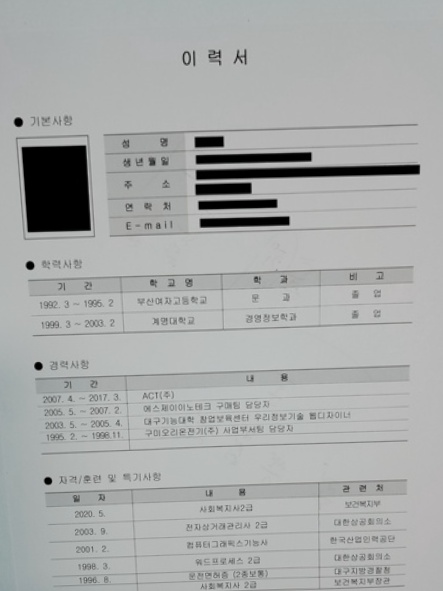 이 력 서
● 기본사항
성 명
생년월일
주 소
연 락 처
E-mail
● 학력사항
기 간 학 교 명 학 과 비 고
1992. 3 ~ 1995. 2 부산여자고등학교 문 과 졸 업
1999. 3 ~ 2003. 2 계명대학교 경영정보학과 졸 업
● 경력사항
기 간 내 용
2007. 4. ~ 2017. 3. ACT(주)
2005. 5. ~ 2007. 2. 에스제이이노테크 구매팀 담당자
2003. 5. ~ 2005. 4. 대구기능대학 창업보육센터 우리정보기술 웹디자이너
1995. 2 ~ 1998.11. 구미오리온전기(주) 사업부서팀 담당자
● 자격/훈련 및 특기사항
일 자 내 용 관 련 처
2020. 5. 사회복지사2급 보건복지부
2003. 9. 전자상거래관리사 2급 대한상공회의소
2001. 2. 컴퓨터그래픽스기능사 한국산업인력공단
1998. 3. 워드프로세스 2급 대한상공회의소
1996. 8. 운전면허증 (2종보통) 대구지방경찰청
사회복지사 2급 보건복지부장관